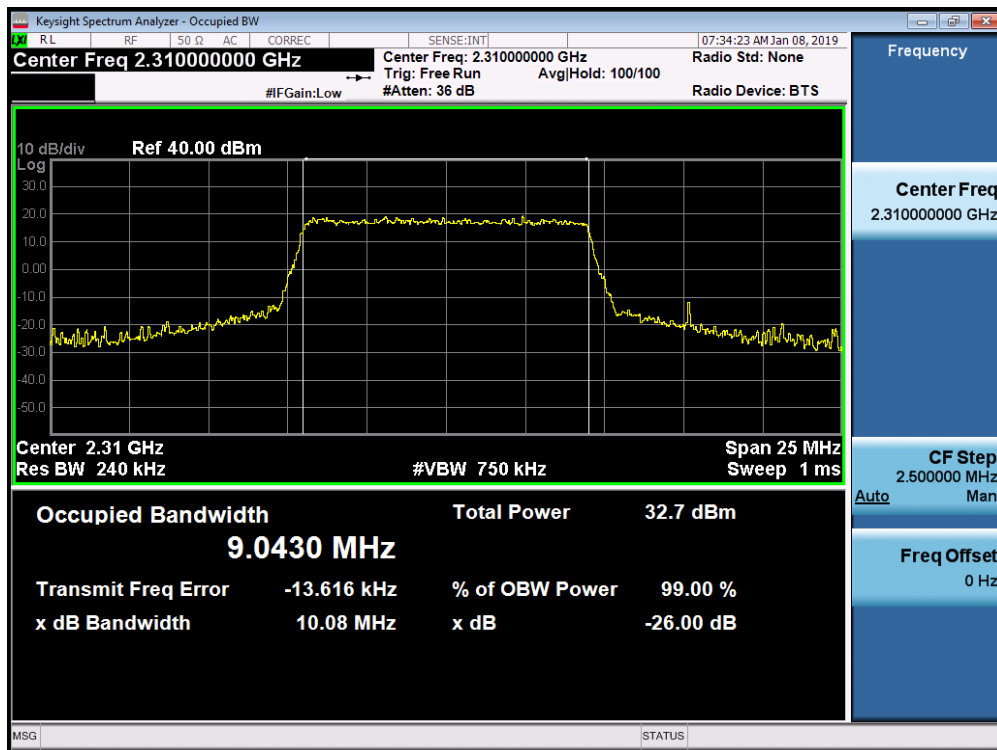 Keysight Spectrum Analyzer - Occupied BW
LXI RL RF 50 Ω AC CORREC SENSE:INT 07:34:23 AM Jan 08, 2019
Center Freq 2.310000000 GHz
Center Freq: 2.310000000 GHz Radio Std: None
Trig: Free Run Avg|Hold: 100/100
#IFGain:Low #Atten: 36 dB Radio Device: BTS
10 dB/div Ref 40.00 dBm
Log
30.0
20.0
10.0
0.00
-10.0
-20.0
-30.0
-40.0
-50.0
Center 2.31 GHz Span 25 MHz
Res BW 240 kHz #VBW 750 kHz Sweep 1 ms
Occupied Bandwidth Total Power 32.7 dBm
9.0430 MHz
Transmit Freq Error -13.616 kHz % of OBW Power 99.00 %
x dB Bandwidth 10.08 MHz x dB -26.00 dB
Frequency
Center Freq
2.310000000 GHz
CF Step
2.500000 MHz
Auto Man
Freq Offset
0 Hz
MSG STATUS